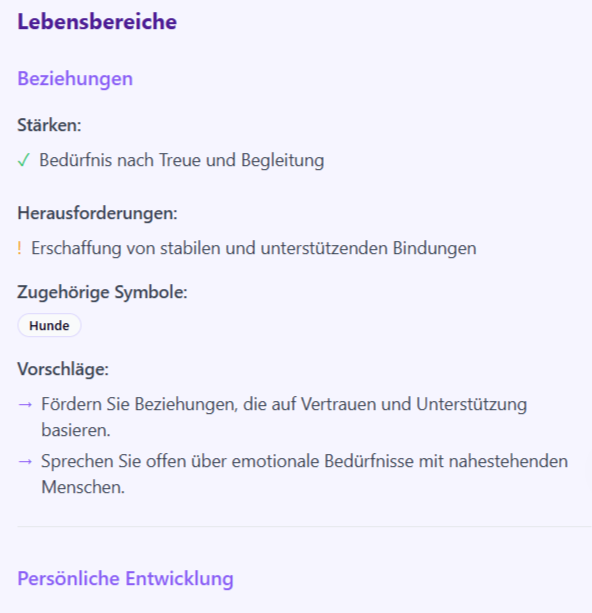 Lebensbereiche
Beziehungen
Stärken:
✓ Bedürfnis nach Treue und Begleitung
Herausforderungen:
! Erschaffung von stabilen und unterstützenden Bindungen
Zugehörige Symbole:
Hunde
Vorschläge:
→ Fördern Sie Beziehungen, die auf Vertrauen und Unterstützung
basieren.
→ Sprechen Sie offen über emotionale Bedürfnisse mit nahestehenden
Menschen.
Persönliche Entwicklung